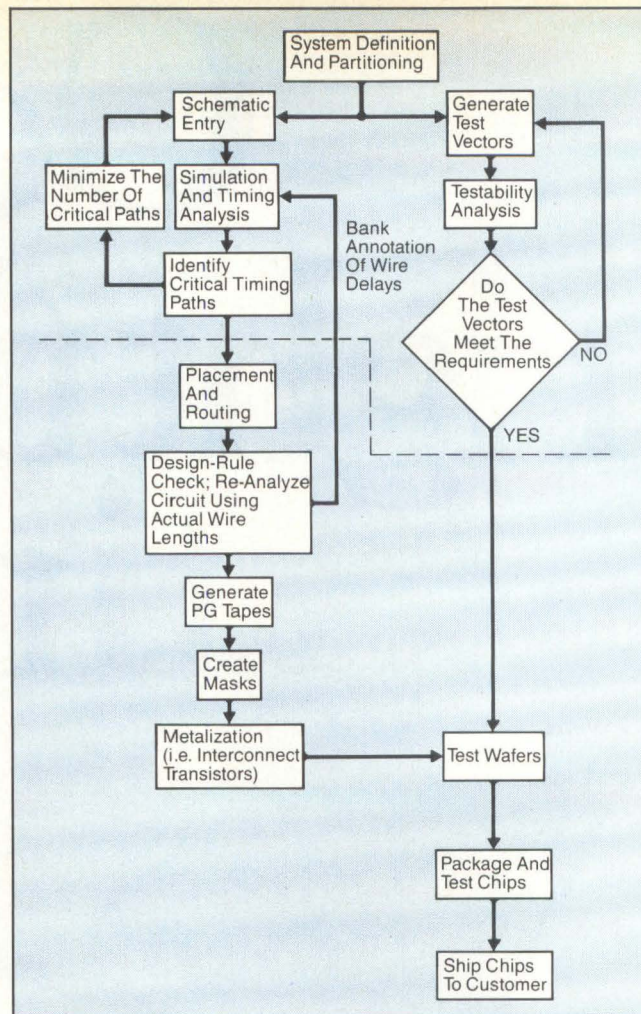 System Definition
And Partitioning
Schematic
Entry
Generate
Test
Vectors
Minimize The
Number Of
Critical Paths
Simulation
And Timing
Analysis
Testability
Analysis
Bank
Annotation
Of Wire
Delays
Identify
Critical Timing
Paths
Do
The Test
Vectors
Meet The
Requirements
NO
YES
Placement
And
Routing
Design-Rule
Check; Re-Analyze
Circuit Using
Actual Wire
Lengths
Generate
PG Tapes
Create
Masks
Metalization
(i.e. Interconnect
Transistors)
Test Wafers
Package And
Test Chips
Ship Chips
To Customer